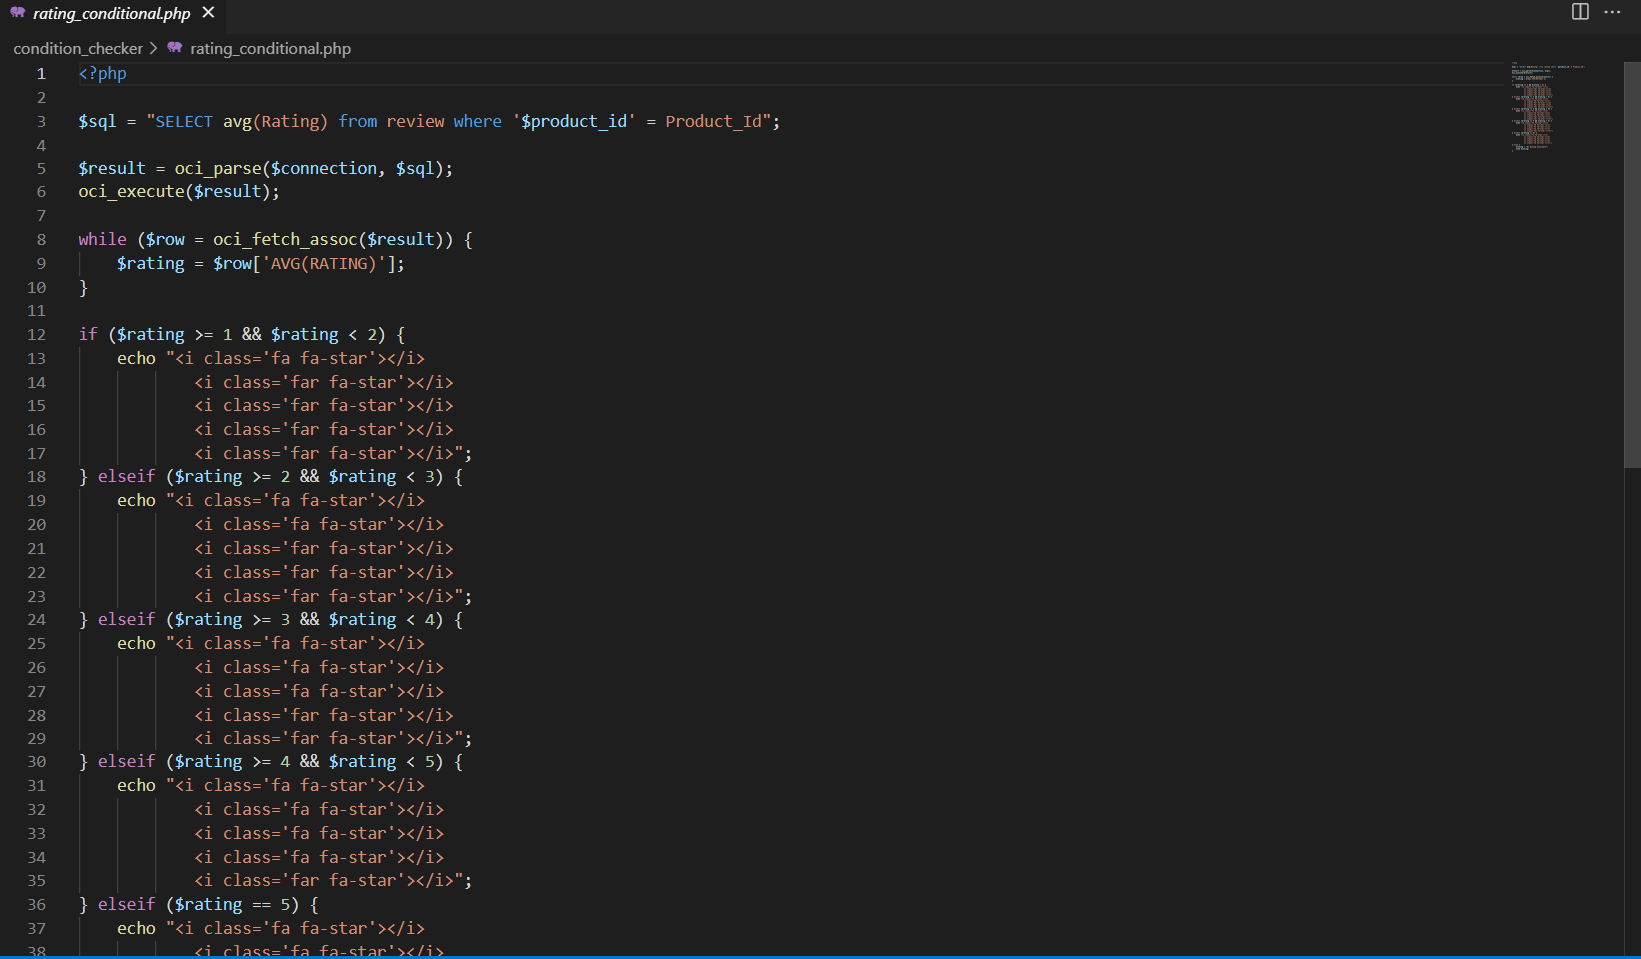 rating_conditional.php
condition_checker > rating_conditional.php
1 <?php
2
3 $sql = "SELECT avg(Rating) from review where '$product_id' = Product_Id";
4
5 $result = oci_parse($connection, $sql);
6 oci_execute($result);
7
8 while ($row = oci_fetch_assoc($result)) {
9     $rating = $row['AVG(RATING)'];
10 }
11
12 if ($rating >= 1 && $rating < 2) {
13     echo "<i class='fa fa-star'></i>
14             <i class='far fa-star'></i>
15             <i class='far fa-star'></i>
16             <i class='far fa-star'></i>
17             <i class='far fa-star'></i>";
18 } elseif ($rating >= 2 && $rating < 3) {
19     echo "<i class='fa fa-star'></i>
20             <i class='fa fa-star'></i>
21             <i class='far fa-star'></i>
22             <i class='far fa-star'></i>
23             <i class='far fa-star'></i>";
24 } elseif ($rating >= 3 && $rating < 4) {
25     echo "<i class='fa fa-star'></i>
26             <i class='fa fa-star'></i>
27             <i class='fa fa-star'></i>
28             <i class='far fa-star'></i>
29             <i class='far fa-star'></i>";
30 } elseif ($rating >= 4 && $rating < 5) {
31     echo "<i class='fa fa-star'></i>
32             <i class='fa fa-star'></i>
33             <i class='fa fa-star'></i>
34             <i class='fa fa-star'></i>
35             <i class='far fa-star'></i>";
36 } elseif ($rating == 5) {
37     echo "<i class='fa fa-star'></i>
38             <i class='fa fa-star'></i>